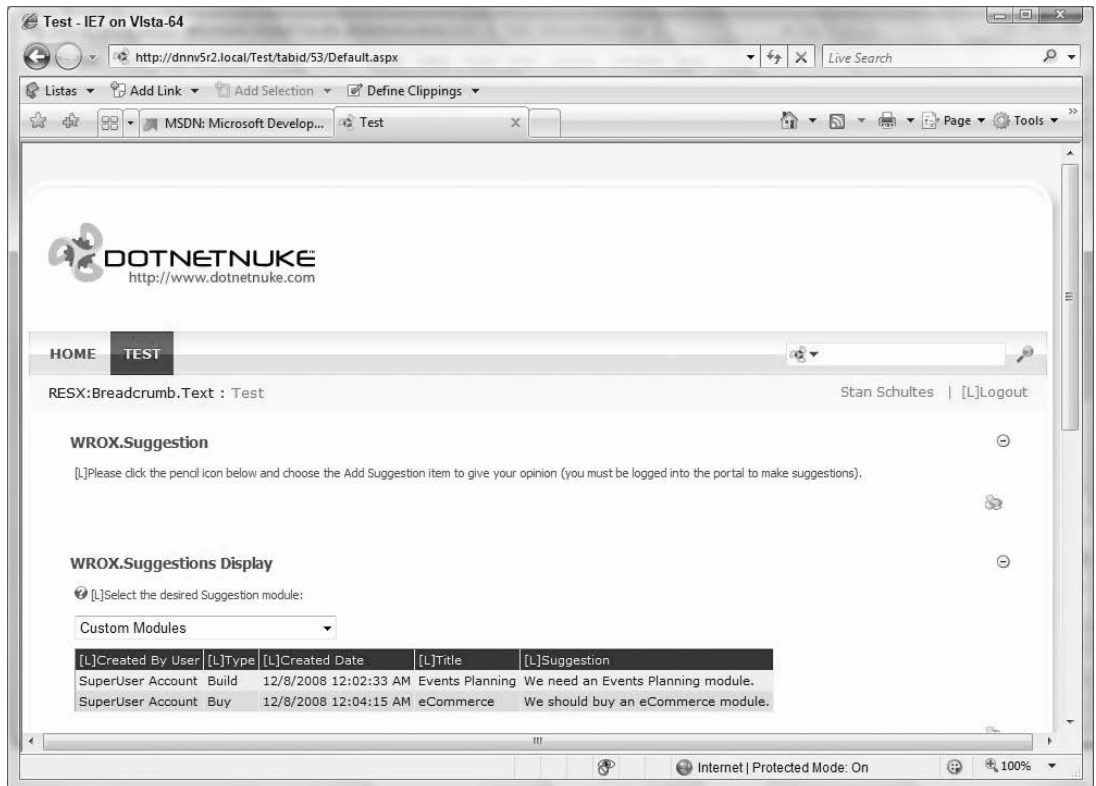 Test - IE7 on VIsta-64
http://dnnv5r2.local/Test/tabid/53/Default.aspx
Live Search
Listas Add Link Add Selection Define Clippings
MSDN: Microsoft Develop... Test Page Tools
DOTNETNUKE
http://www.dotnetnuke.com
HOME TEST
RESX:Breadcrumb.Text : Test Stan Schultes | [L]Logout
WROX.Suggestion
[L]Please click the pencil icon below and choose the Add Suggestion item to give your opinion (you must be logged into the portal to make suggestions).
WROX.Suggestions Display
[L]Select the desired Suggestion module:
Custom Modules
[L]Created By User [L]Type [L]Created Date [L]Title [L]Suggestion
SuperUser Account Build 12/8/2008 12:02:33 AM Events Planning We need an Events Planning module.
SuperUser Account Buy 12/8/2008 12:04:15 AM eCommerce We should buy an eCommerce module.
Internet | Protected Mode: On 100%